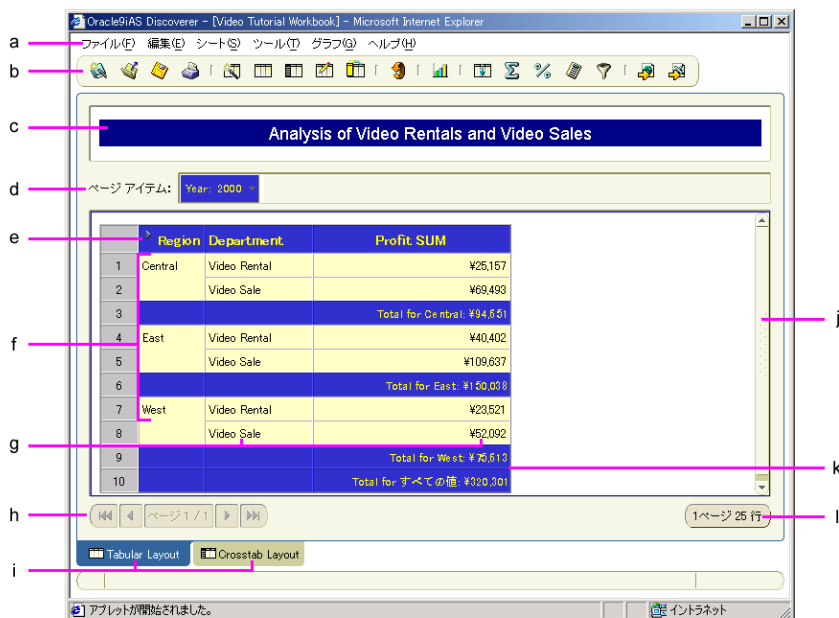 Oracle9iAS Discoverer - [Video Tutorial Workbook] - Microsoft Internet Explorer
a
ファイル(F) 編集(E) シート(S) ツール(T) グラフ(G) ヘルプ(H)
b
c
Analysis of Video Rentals and Video Sales
d
ページ アイテム: Year: 2000
e
Region Department Profit SUM
1 Central Video Rental ¥25,157
2 Video Sale ¥69,493
3 Total for Central: ¥94,651
f
4 East Video Rental ¥40,402
j
5 Video Sale ¥109,637
6 Total for East: ¥150,038
7 West Video Rental ¥23,521
g
8 Video Sale ¥52,092
9 Total for West: ¥75,613
k
10 Total for すべての値: ¥320,301
h
ページ 1 / 1
1ページ 25 行
l
Tabular Layout Crosstab Layout
i
アプレットが開始されました。 イントラネット